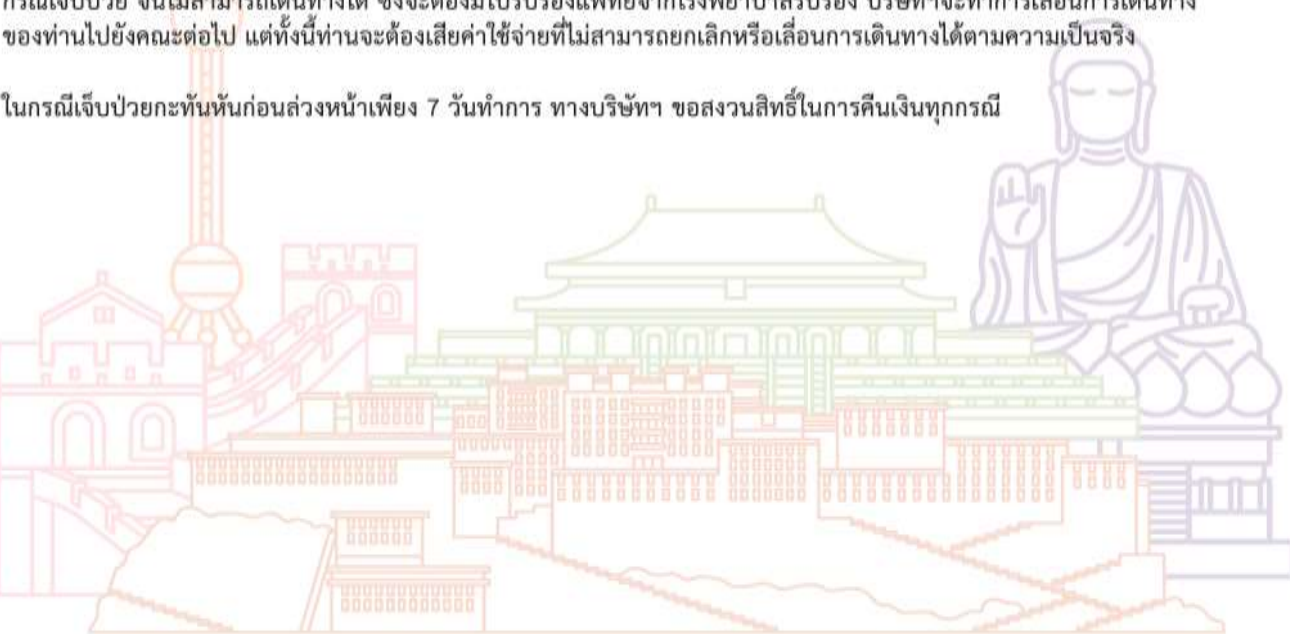 กรณีเจ็บป่วย จนไม่สามารถเดินทางได้ ซึ่งจะต้องมีใบรับรองแพทย์จากโรงพยาบาลรับรอง บริษัทฯจะทำการเลื่อนการเดินทาง
ของท่านไปยังคณะต่อไป แต่ทั้งนี้ท่านจะต้องเสียค่าใช้จ่ายที่ไม่สามารถยกเลิกหรือเลื่อนการเดินทางได้ตามความเป็นจริง
ในกรณีเจ็บป่วยกะทันหันก่อนล่วงหน้าเพียง 7 วันทำการ ทางบริษัทฯ ขอสงวนสิทธิ์ในการคืนเงินทุกกรณี